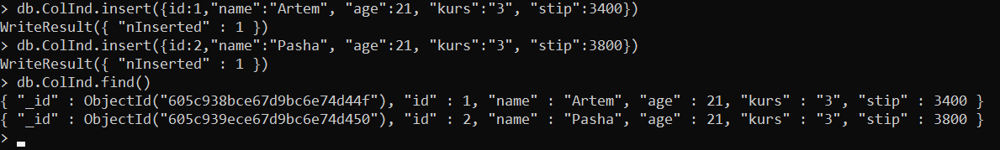 > db.ColInd.insert({id:1,"name":"Artem", "age":21, "kurs":"3", "stip":3400})
WriteResult({ "nInserted" : 1 })
> db.ColInd.insert({id:2,"name":"Pasha", "age":21, "kurs":"3", "stip":3800})
WriteResult({ "nInserted" : 1 })
> db.ColInd.find()
{ "_id" : ObjectId("605c938bce67d9bc6e74d44f"), "id" : 1, "name" : "Artem", "age" : 21, "kurs" : "3", "stip" : 3400 }
{ "_id" : ObjectId("605c939ece67d9bc6e74d450"), "id" : 2, "name" : "Pasha", "age" : 21, "kurs" : "3", "stip" : 3800 }
>